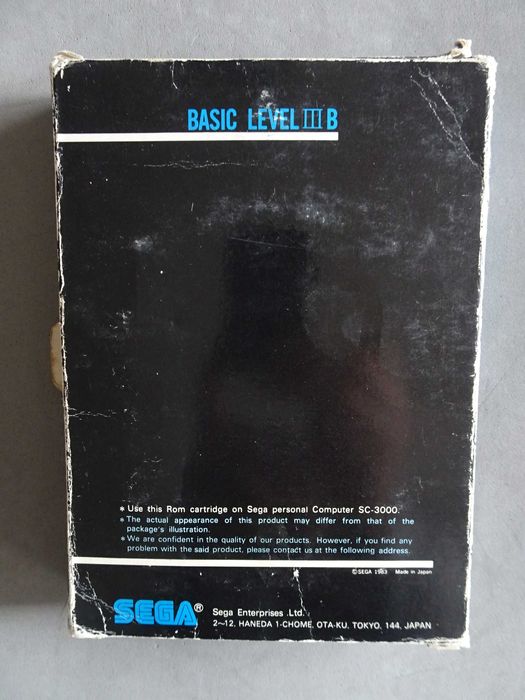 BASIC LEVEL III B
* Use this Rom cartridge on Sega personal Computer SC-3000.
* The actual appearance of this product may differ from that of the
package's illustration.
* We are confident in the quality of our products. However, if you find any
problem with the said product, please contact us at the following address.
© SEGA 1983 Made in Japan
SEGA® Sega Enterprises Ltd.
2~12, HANEDA 1-CHOME, OTA-KU, TOKYO, 144, JAPAN